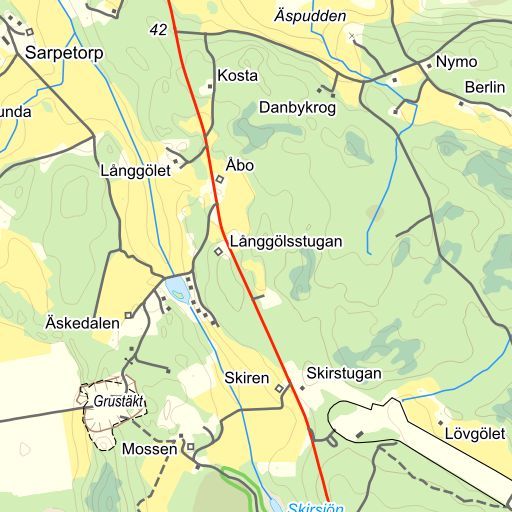 Äspudden
42
Sarpetorp
Nymo
Kosta
Berlin
Danbykrog
unda
Långgölet
Åbo
Långgölsstugan
Äskedalen
Skirstugan
Skiren
Grustäkt
Lövgölet
Mossen
Skirsjön